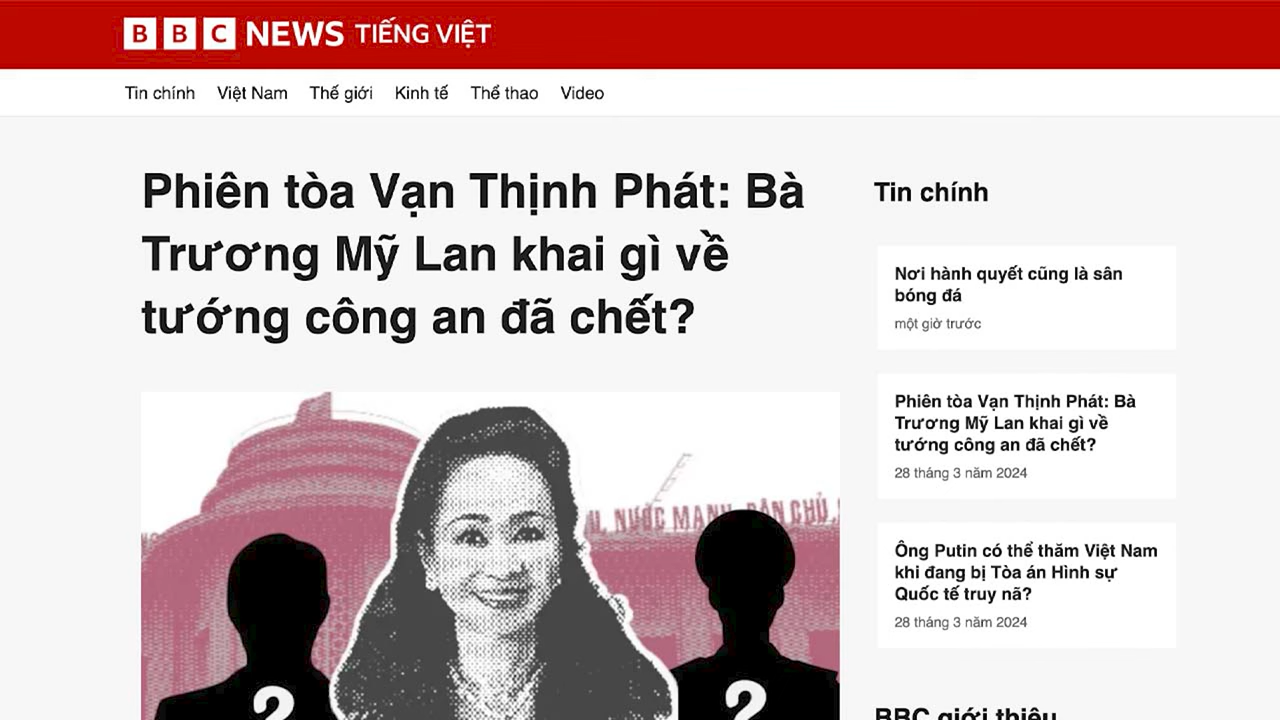 BBC NEWS TIẾNG VIỆT
Tin chính Việt Nam Thế giới Kinh tế Thể thao Video
Phiên tòa Vạn Thịnh Phát: Bà
Trương Mỹ Lan khai gì về
tướng công an đã chết?
NƯỚC MẠNH, DÂN CHỦ,
?
?
Tin chính
Nơi hành quyết cũng là sân
bóng đá
một giờ trước
Phiên tòa Vạn Thịnh Phát: Bà
Trương Mỹ Lan khai gì về
tướng công an đã chết?
28 tháng 3 năm 2024
Ông Putin có thể thăm Việt Nam
khi đang bị Tòa án Hình sự
Quốc tế truy nã?
28 tháng 3 năm 2024
BBC giới thiệu